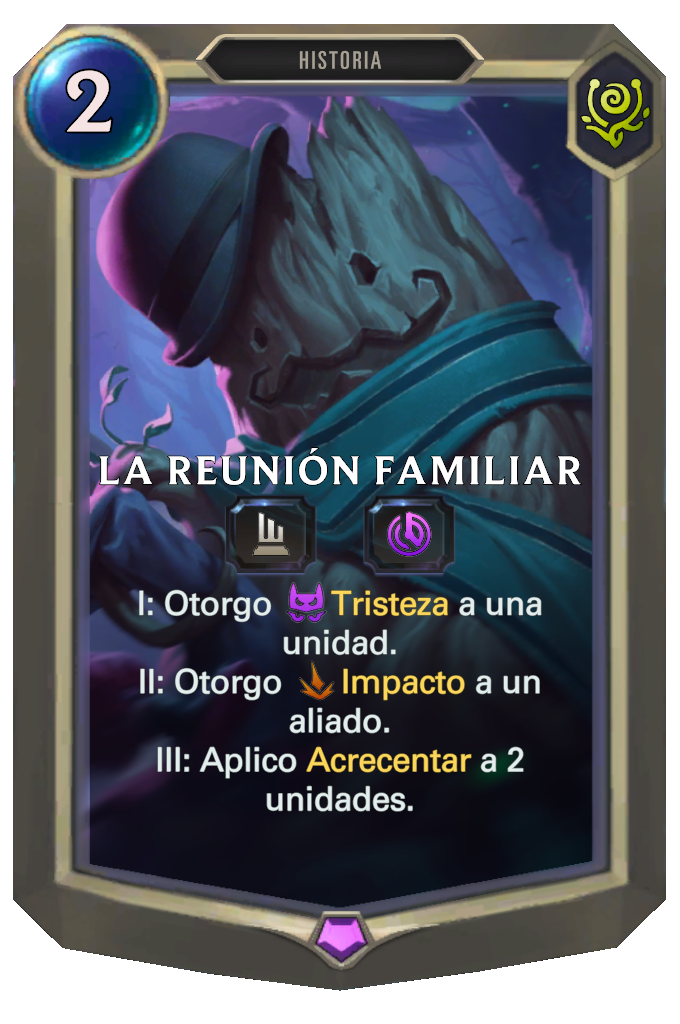 HISTORIA
2
LA REUNIÓN FAMILIAR
I: Otorgo Tristeza a una
unidad.
II: Otorgo Impacto a un
aliado.
III: Aplico Acrecentar a 2
unidades.